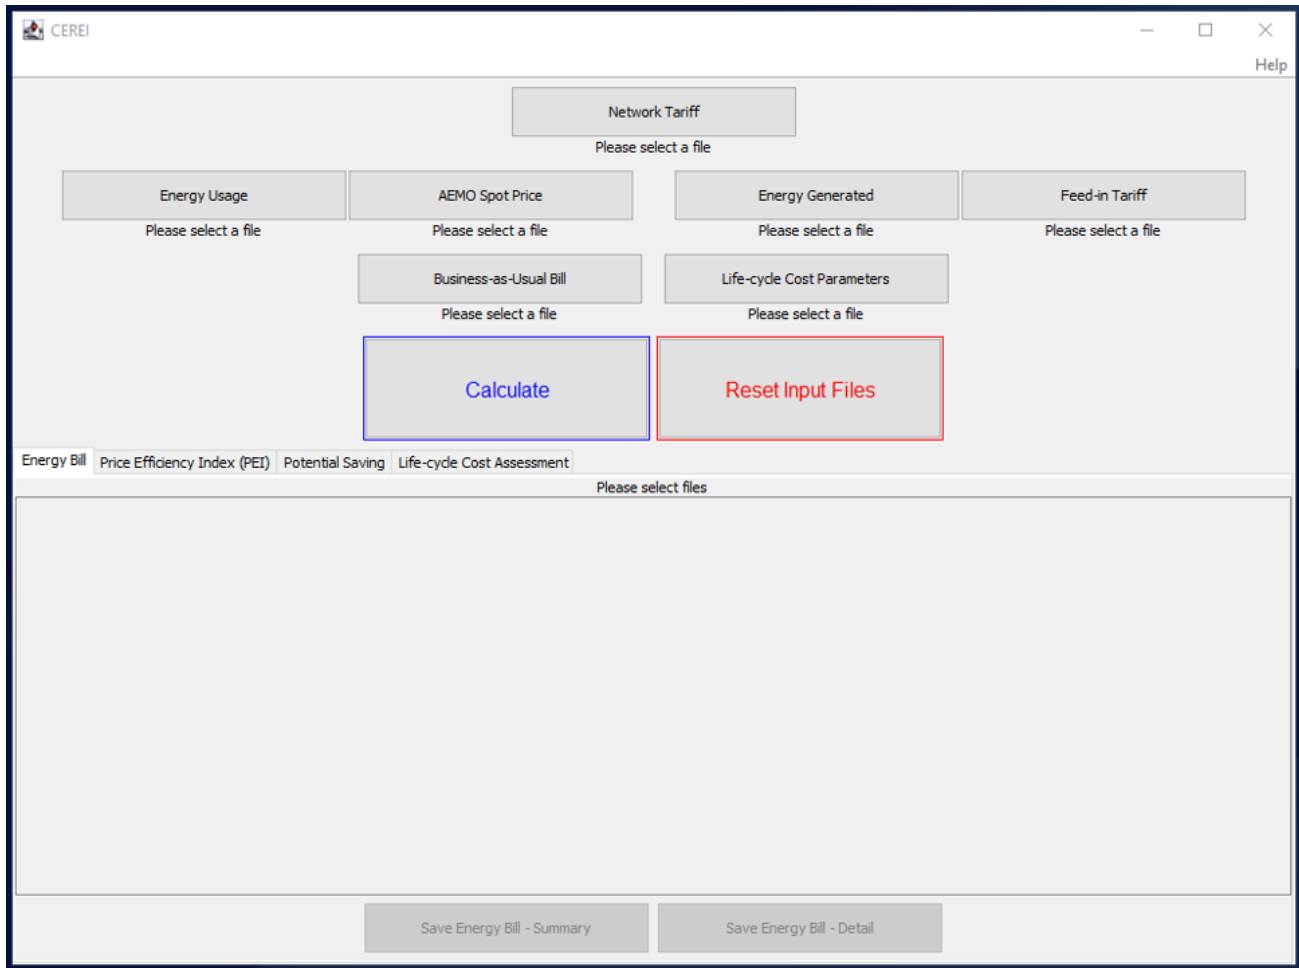 CEREI
Help
Network Tariff
Please select a file
Energy Usage AEMO Spot Price Energy Generated Feed-in Tariff
Please select a file Please select a file Please select a file Please select a file
Business-as-Usual Bill Life-cycle Cost Parameters
Please select a file Please select a file
Calculate Reset Input Files
Energy Bill Price Efficiency Index (PEI) Potential Saving Life-cycle Cost Assessment
Please select files
Save Energy Bill - Summary Save Energy Bill - Detail